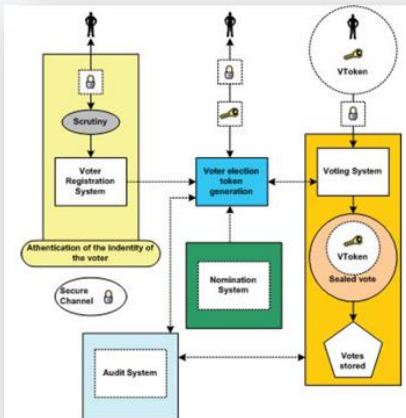 VToken
Scrutiny
Voter
Registration
System
Voter election
token
generation
Voting System
Athentication of the indentity of
the voter
VToken
Sealed vote
Secure
Channel
Nomination
System
Votes
stored
Audit System